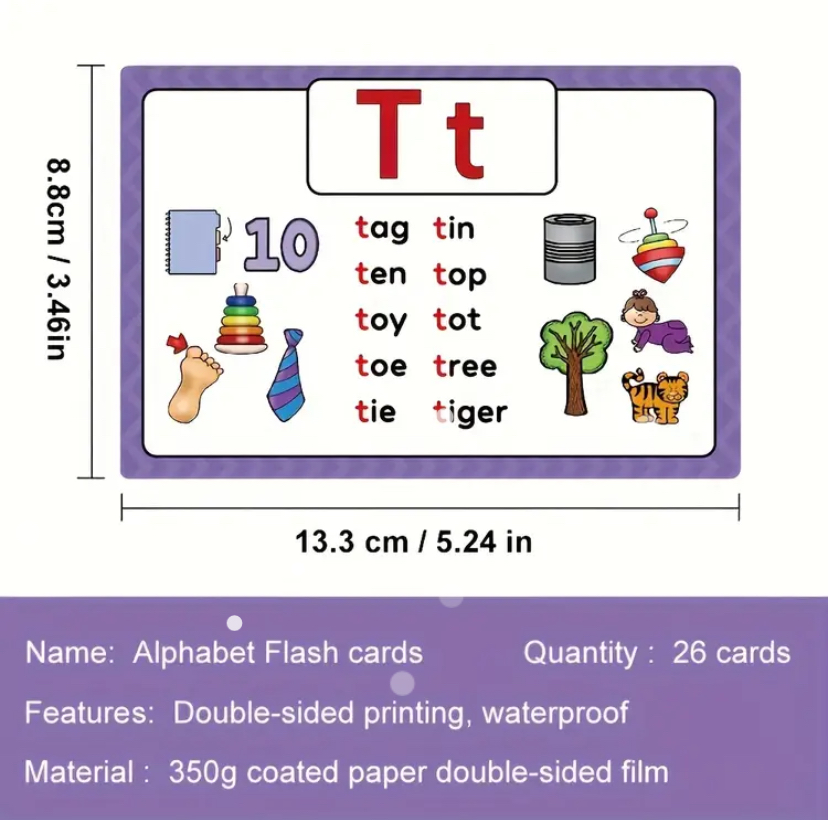 T t
10
tag tin
ten top
toy tot
toe tree
tie tiger
8.8cm / 3.46in
13.3 cm / 5.24 in
Name: Alphabet Flash cards Quantity : 26 cards
Features: Double-sided printing, waterproof
Material : 350g coated paper double-sided film